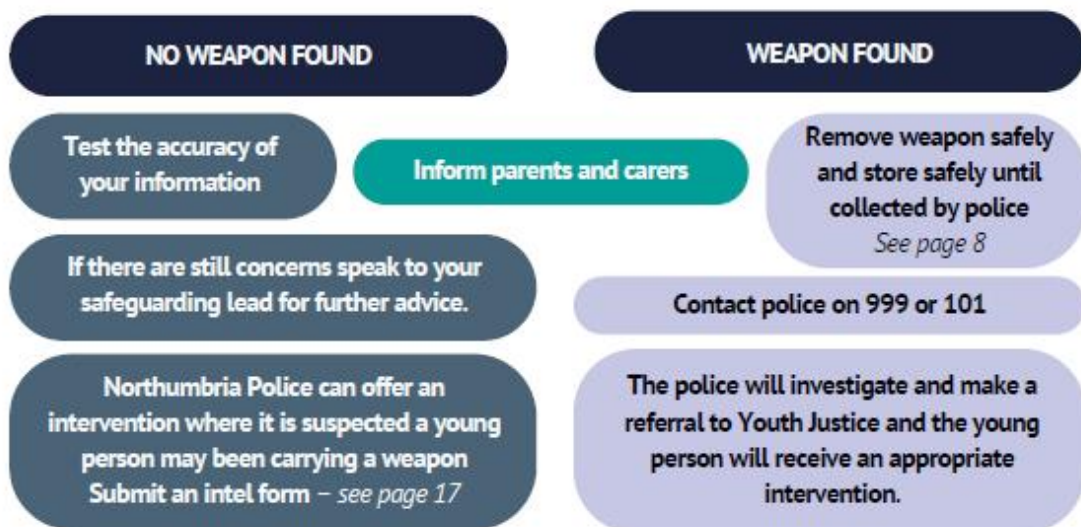 NO WEAPON FOUND
WEAPON FOUND
Test the accuracy of
your information
Inform parents and carers
Remove weapon safely
and store safely until
collected by police
See page 8
If there are still concerns speak to your
safeguarding lead for further advice.
Contact police on 999 or 101
Northumbria Police can offer an
intervention where it is suspected a young
person may been carrying a weapon
Submit an intel form – see page 17
The police will investigate and make a
referral to Youth Justice and the young
person will receive an appropriate
intervention.